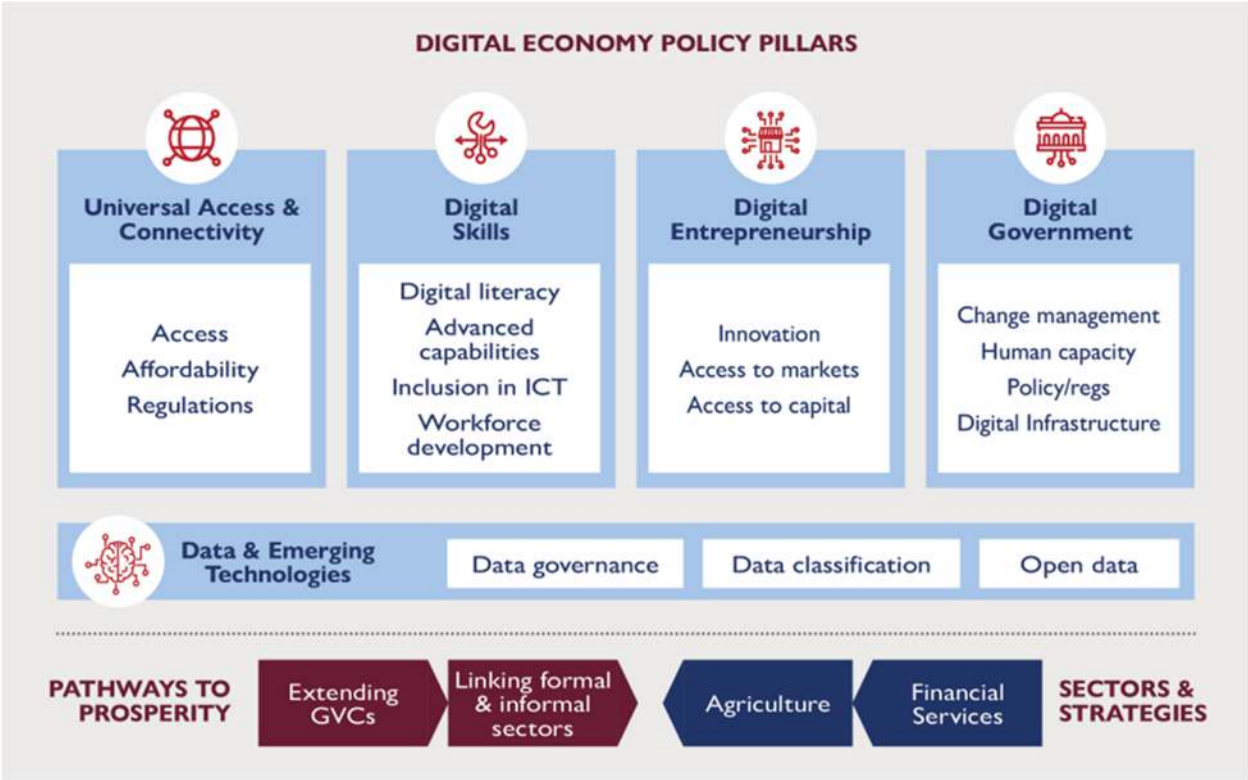 DIGITAL ECONOMY POLICY PILLARS
Universal Access &
Connectivity
Access
Affordability
Regulations
Digital
Skills
Digital literacy
Advanced
capabilities
Inclusion in ICT
Workforce
development
Digital
Entrepreneurship
Innovation
Access to markets
Access to capital
Digital
Government
Change management
Human capacity
Policy/regs
Digital Infrastructure
Data & Emerging
Technologies
Data governance
Data classification
Open data
PATHWAYS TO
PROSPERITY
Extending
GVCs
Linking formal
& informal
sectors
Agriculture
Financial
Services
SECTORS &
STRATEGIES